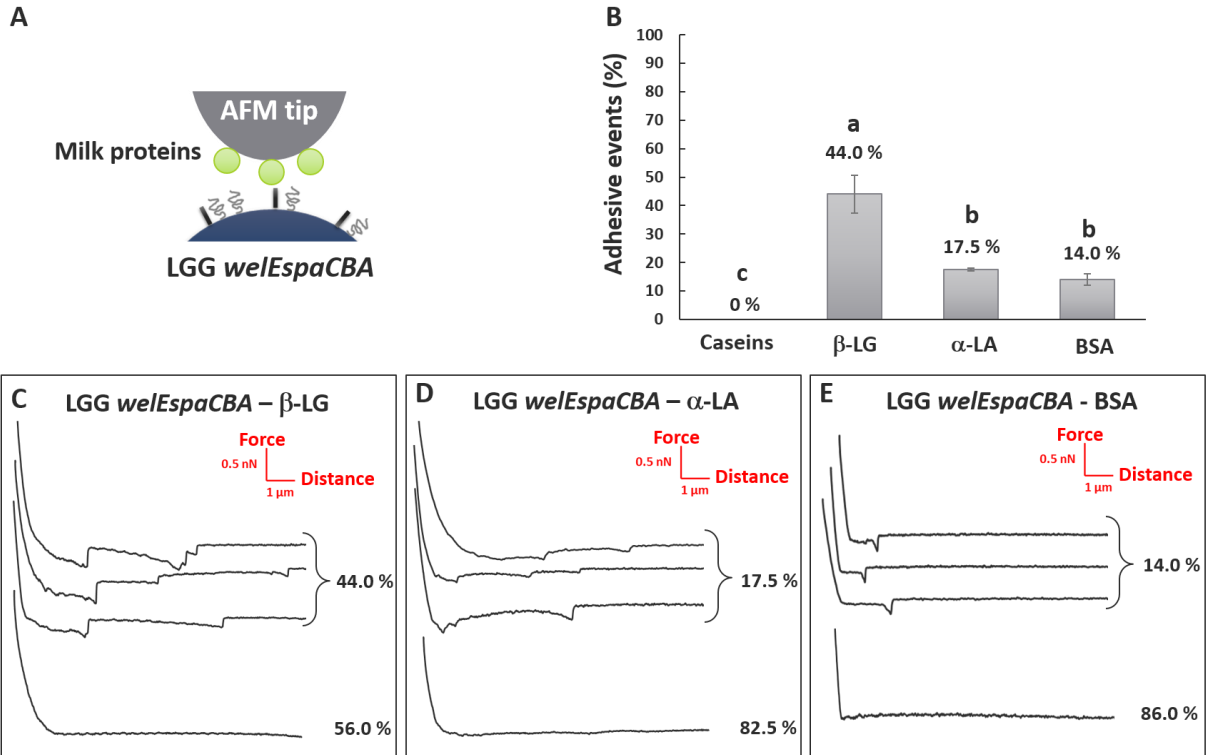 A
AFM tip
Milk proteins
LGG welEspaCBA
B
Adhesive events (%)
100
90
80
70
60
50
40
30
20
10
0
c
0 %
a
44.0 %
b
17.5 %
b
14.0 %
Caseins
β-LG
α-LA
BSA
C
LGG welEspaCBA – β-LG
Force
0.5 nN
Distance
1 µm
44.0 %
56.0 %
D
LGG welEspaCBA – α-LA
Force
0.5 nN
Distance
1 µm
17.5 %
82.5 %
E
LGG welEspaCBA - BSA
Force
0.5 nN
Distance
1 µm
14.0 %
86.0 %